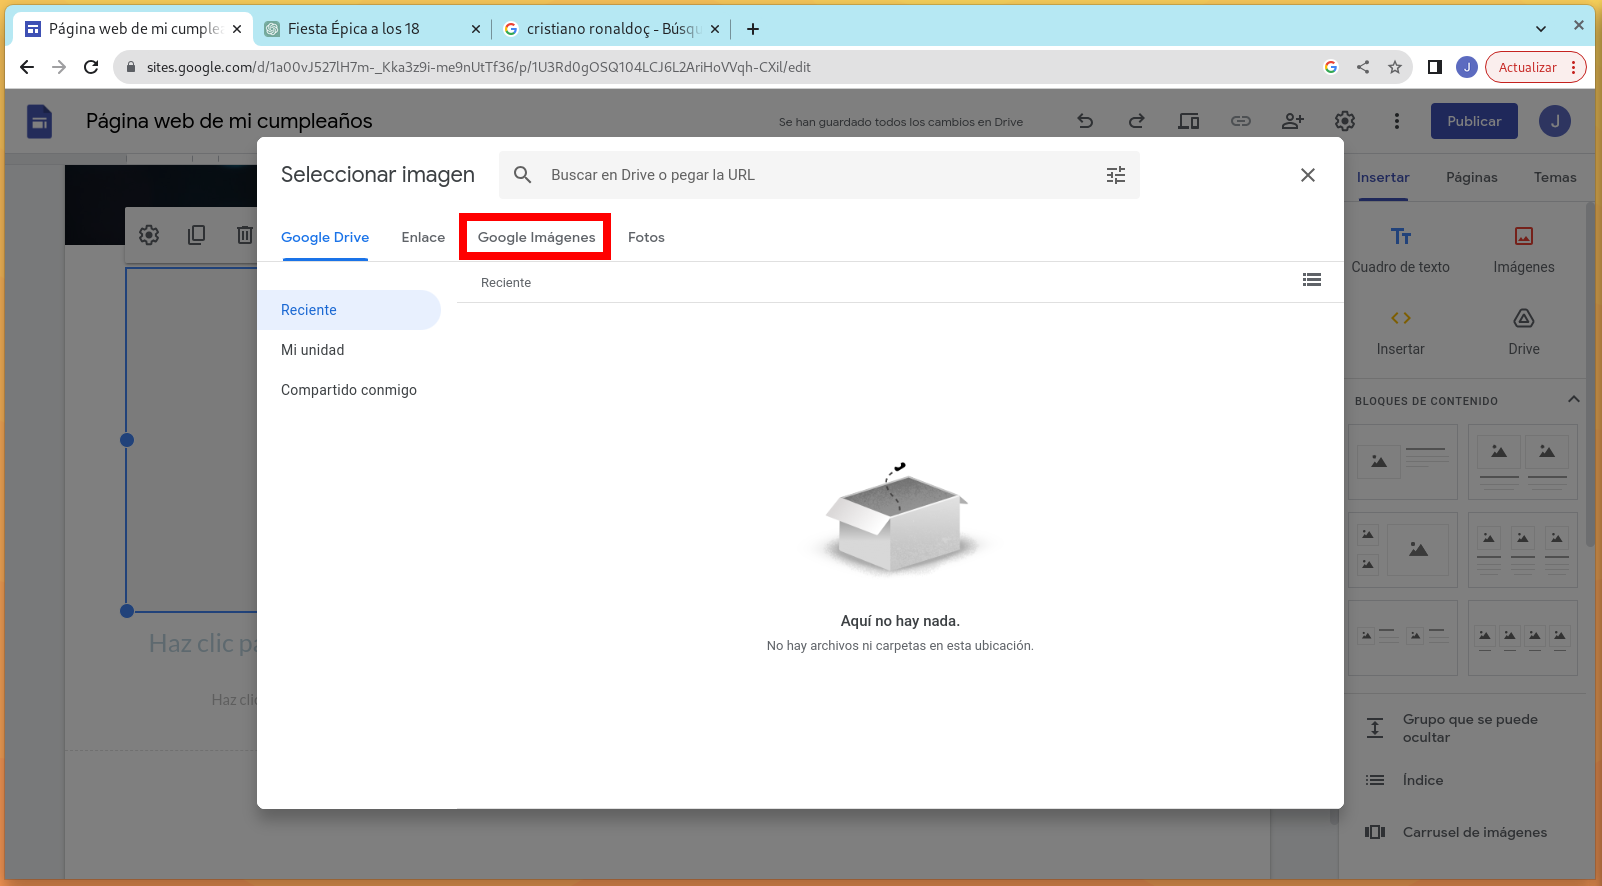 Página web de mi cumple
Fiesta Épica a los 18
cristiano ronaldoç - Búsqu
sites.google.com/d/1a00vJ527lH7m-_Kka3z9i-me9nUtTf36/p/1U3Rd0gOSQ104LCJ6L2AriHoVVqh-CXil/edit
J
Actualizar
Página web de mi cumpleaños
Se han guardado todos los cambios en Drive
Publicar
J
Seleccionar imagen
Buscar en Drive o pegar la URL
Insertar
Páginas
Temas
Google Drive
Enlace
Google Imágenes
Fotos
Cuadro de texto
Imágenes
Reciente
Reciente
Insertar
Drive
Mi unidad
Compartido conmigo
BLOQUES DE CONTENIDO
Aquí no hay nada.
No hay archivos ni carpetas en esta ubicación.
Haz clic pa
Haz clic
Grupo que se puede
ocultar
Índice
Carrusel de imágenes